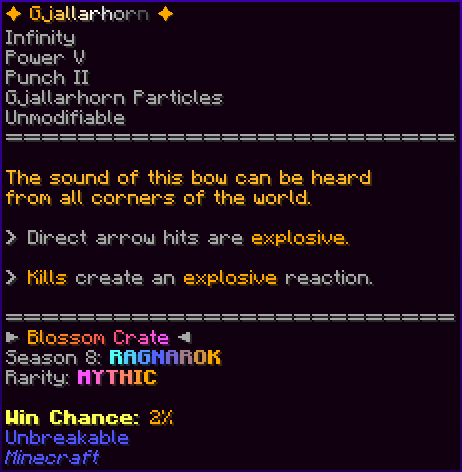 ✦ Gjallarhorn ✦
Infinity
Power V
Punch II
Gjallarhorn Particles
Unmodifiable
============================
The sound of this bow can be heard
from all corners of the world.
> Direct arrow hits are explosive.
> Kills create an explosive reaction.
============================
► Blossom Crate ◄
Season 8: RAGNAROK
Rarity: MYTHIC
Win Chance: 2%
Unbreakable
Minecraft